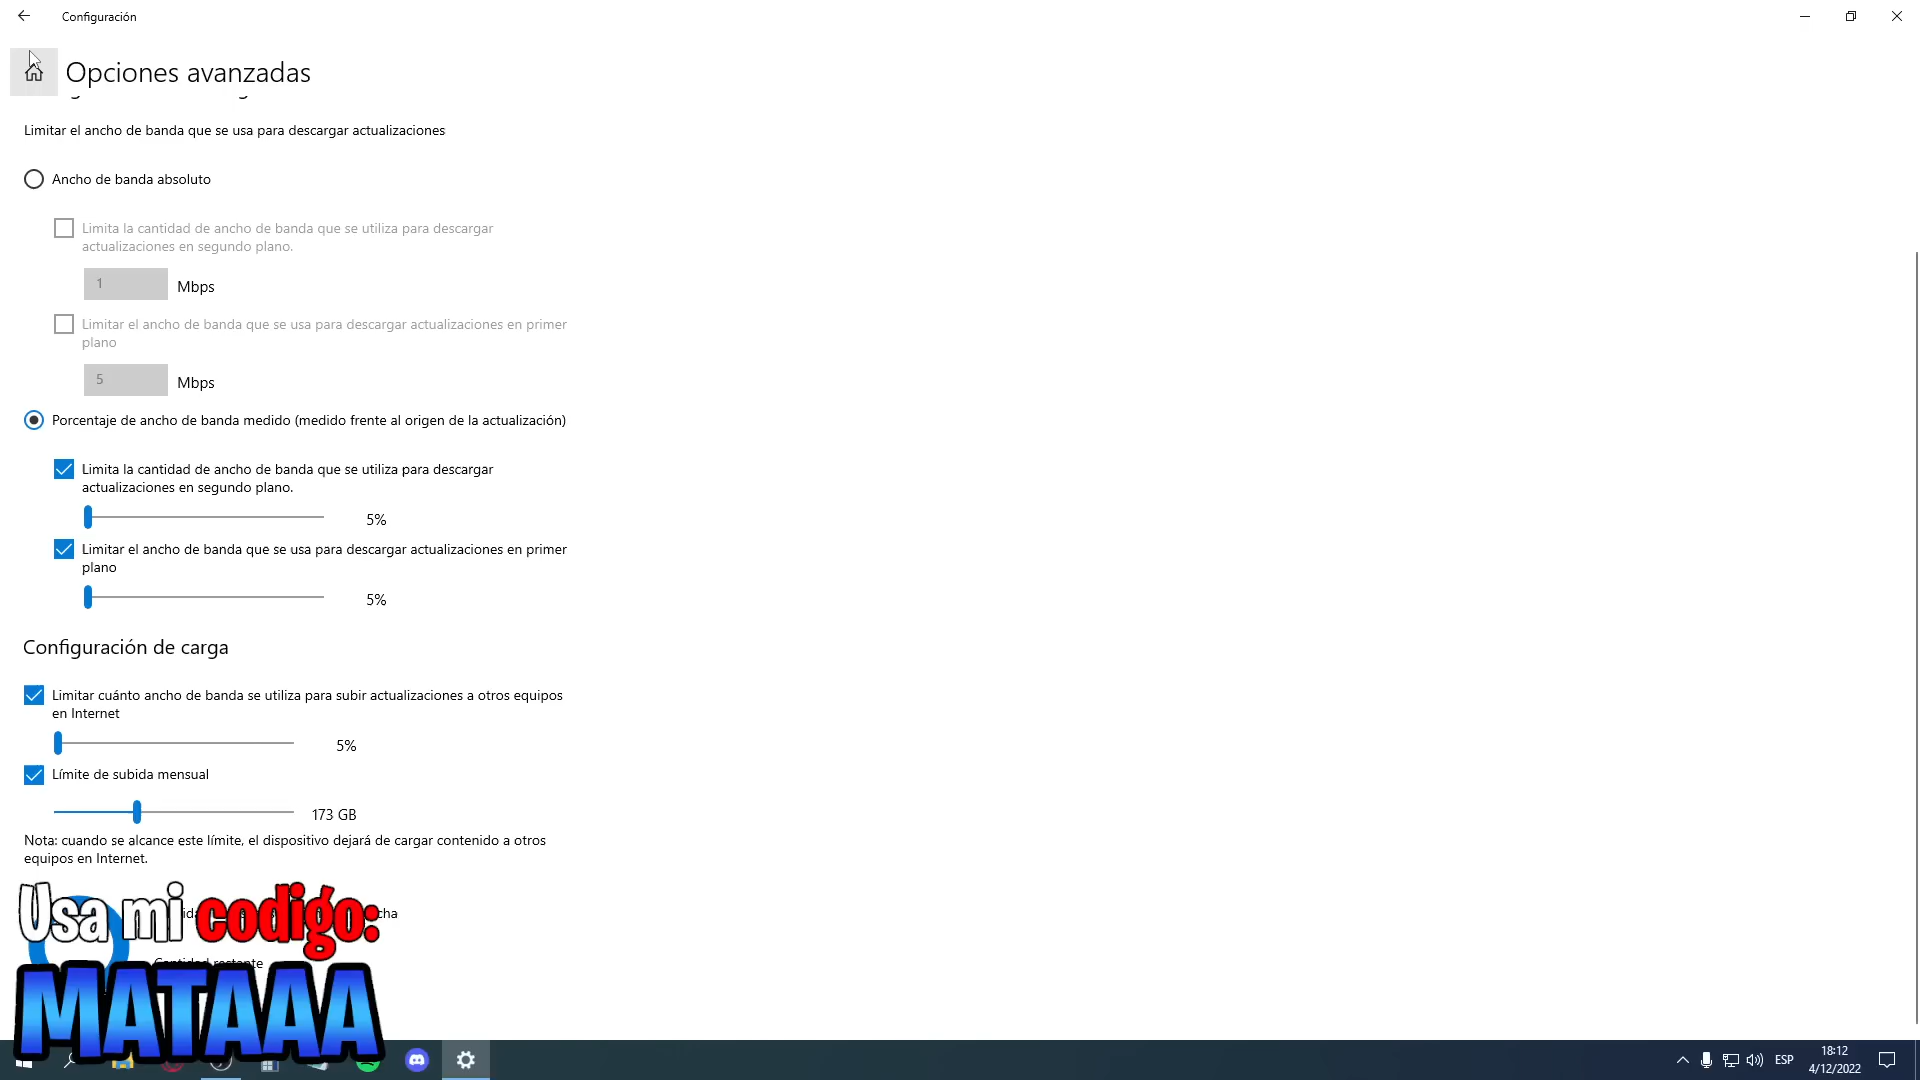 Configuración
Opciones avanzadas
Limitar el ancho de banda que se usa para descargar actualizaciones
Ancho de banda absoluto
Limita la cantidad de ancho de banda que se utiliza para descargar
actualizaciones en segundo plano.
1
Mbps
Limitar el ancho de banda que se usa para descargar actualizaciones en primer
plano
5
Mbps
Porcentaje de ancho de banda medido (medido frente al origen de la actualización)
Limita la cantidad de ancho de banda que se utiliza para descargar
actualizaciones en segundo plano.
5%
Limitar el ancho de banda que se usa para descargar actualizaciones en primer
plano
5%
Configuración de carga
Limitar cuánto ancho de banda se utiliza para subir actualizaciones a otros equipos
en Internet
5%
Límite de subida mensual
173 GB
Nota: cuando se alcance este límite, el dispositivo dejará de cargar contenido a otros
equipos en Internet.
Usa mi codigo:
Cantidad restante
MATAAA
ESP
18:12
4/12/2022